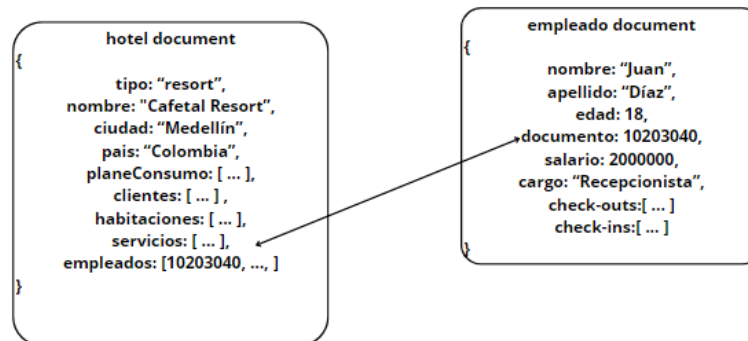 hotel document
{
tipo: “resort”,
nombre: "Cafetal Resort”,
ciudad: “Medellín”,
pais: “Colombia”,
planeConsumo: [ ... ],
clientes: [ ... ] ,
habitaciones: [ ... ],
servicios: [ ... ],
empleados: [10203040, ..., ]
}
empleado document
{
nombre: “Juan”,
apellido: “Díaz”,
edad: 18,
documento: 10203040,
salario: 2000000,
cargo: “Recepcionista”,
check-outs:[ ... ]
check-ins:[ ... ]
}